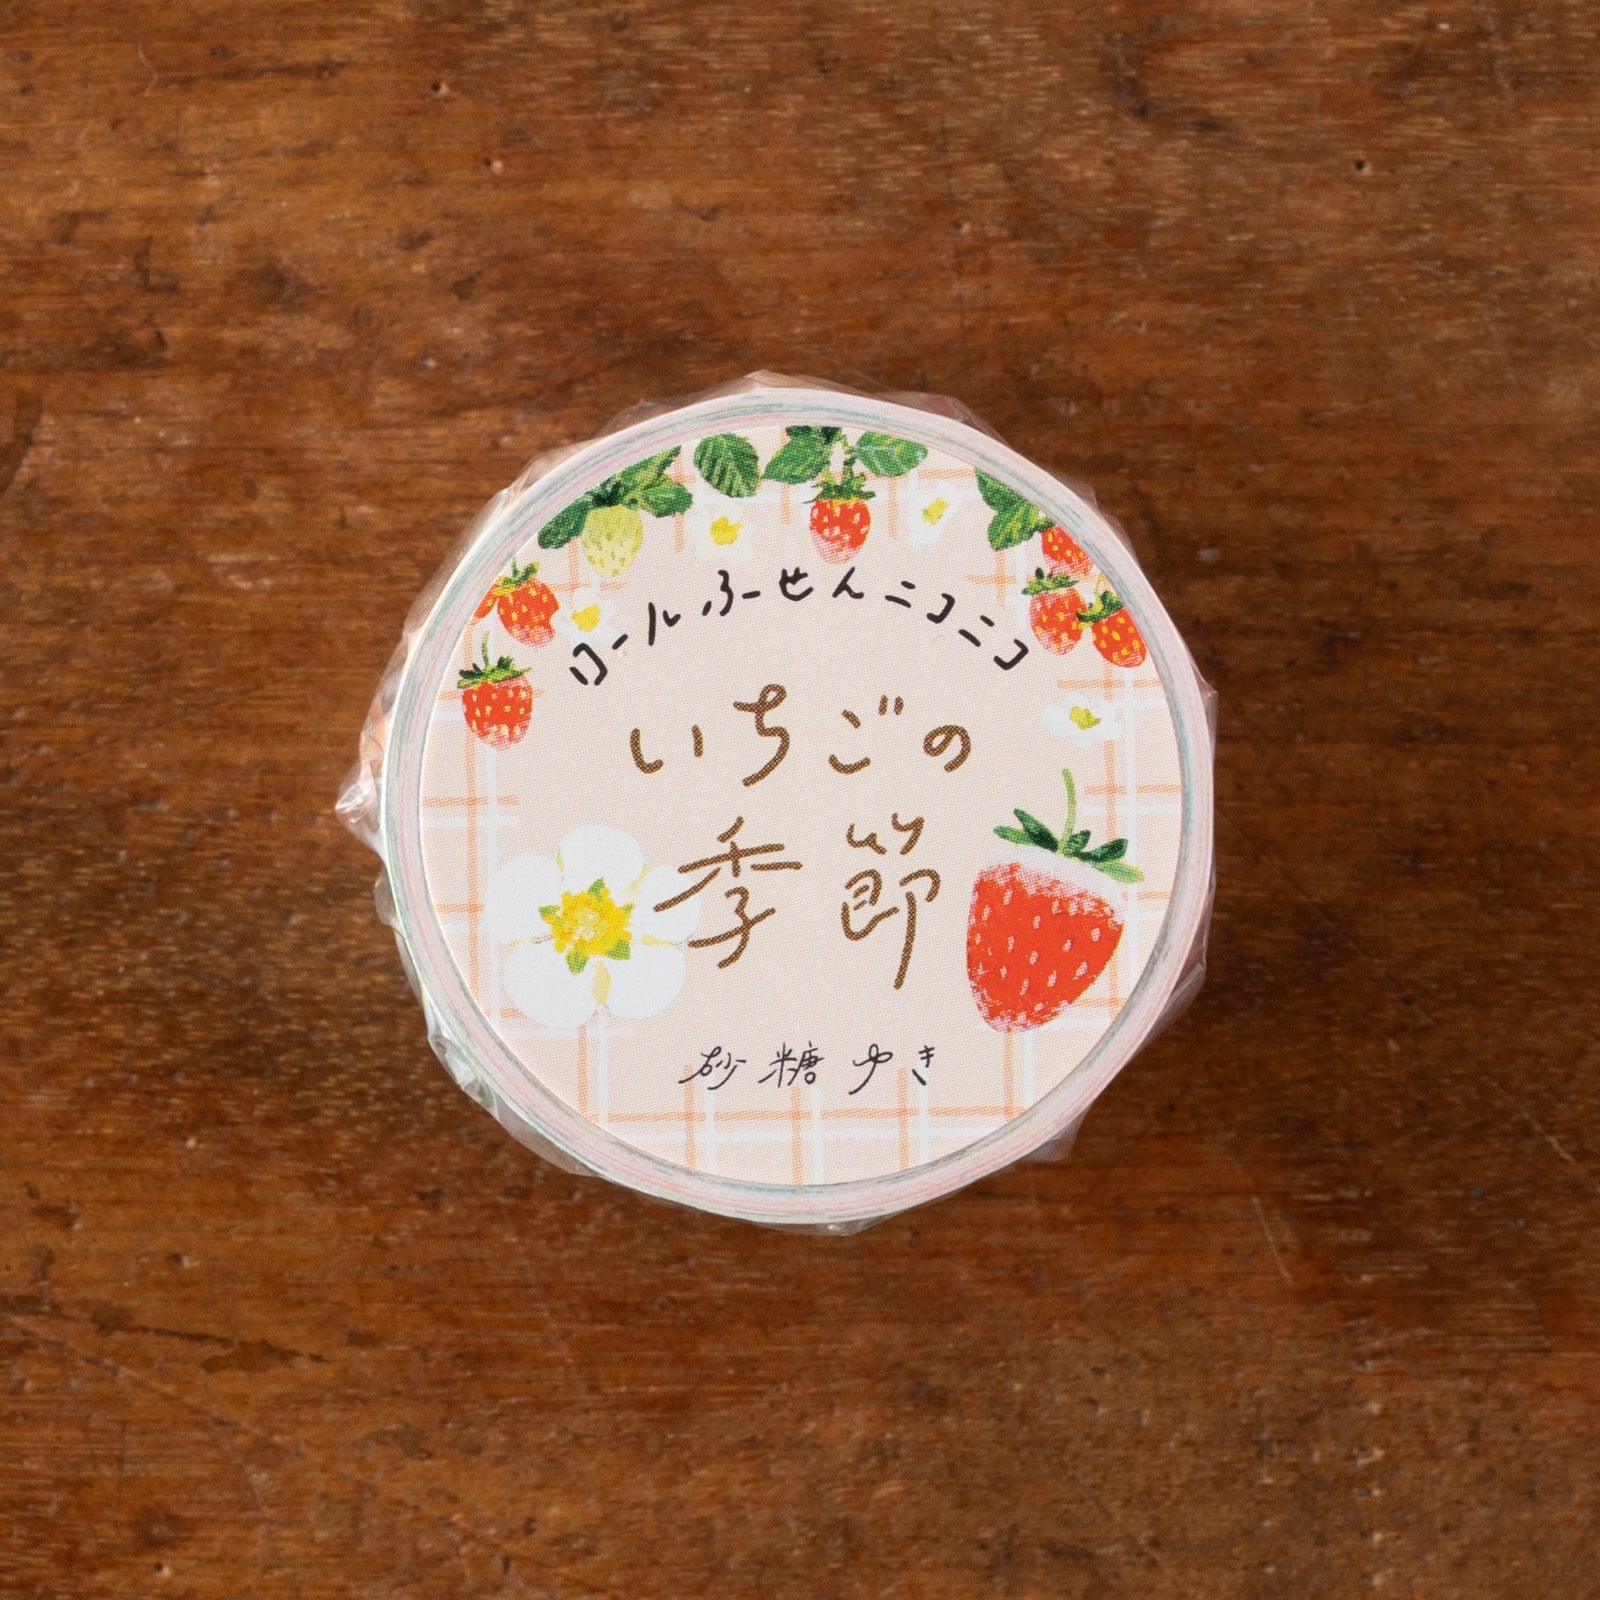 ロールふーせんニコニコ
いちごの
季節
砂糖ゆき